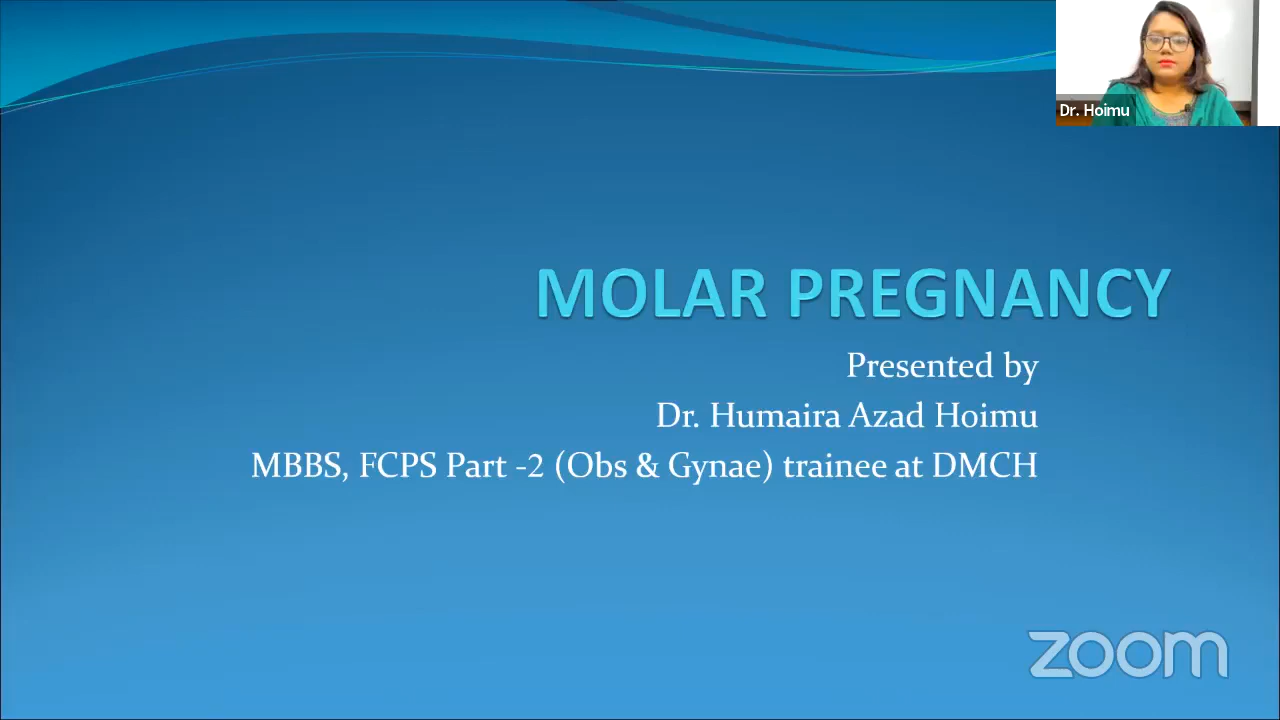 Dr. Hoimu
MOLAR PREGNANCY
Presented by
Dr. Humaira Azad Hoimu
MBBS, FCPS Part -2 (Obs & Gynae) trainee at DMCH
zoom